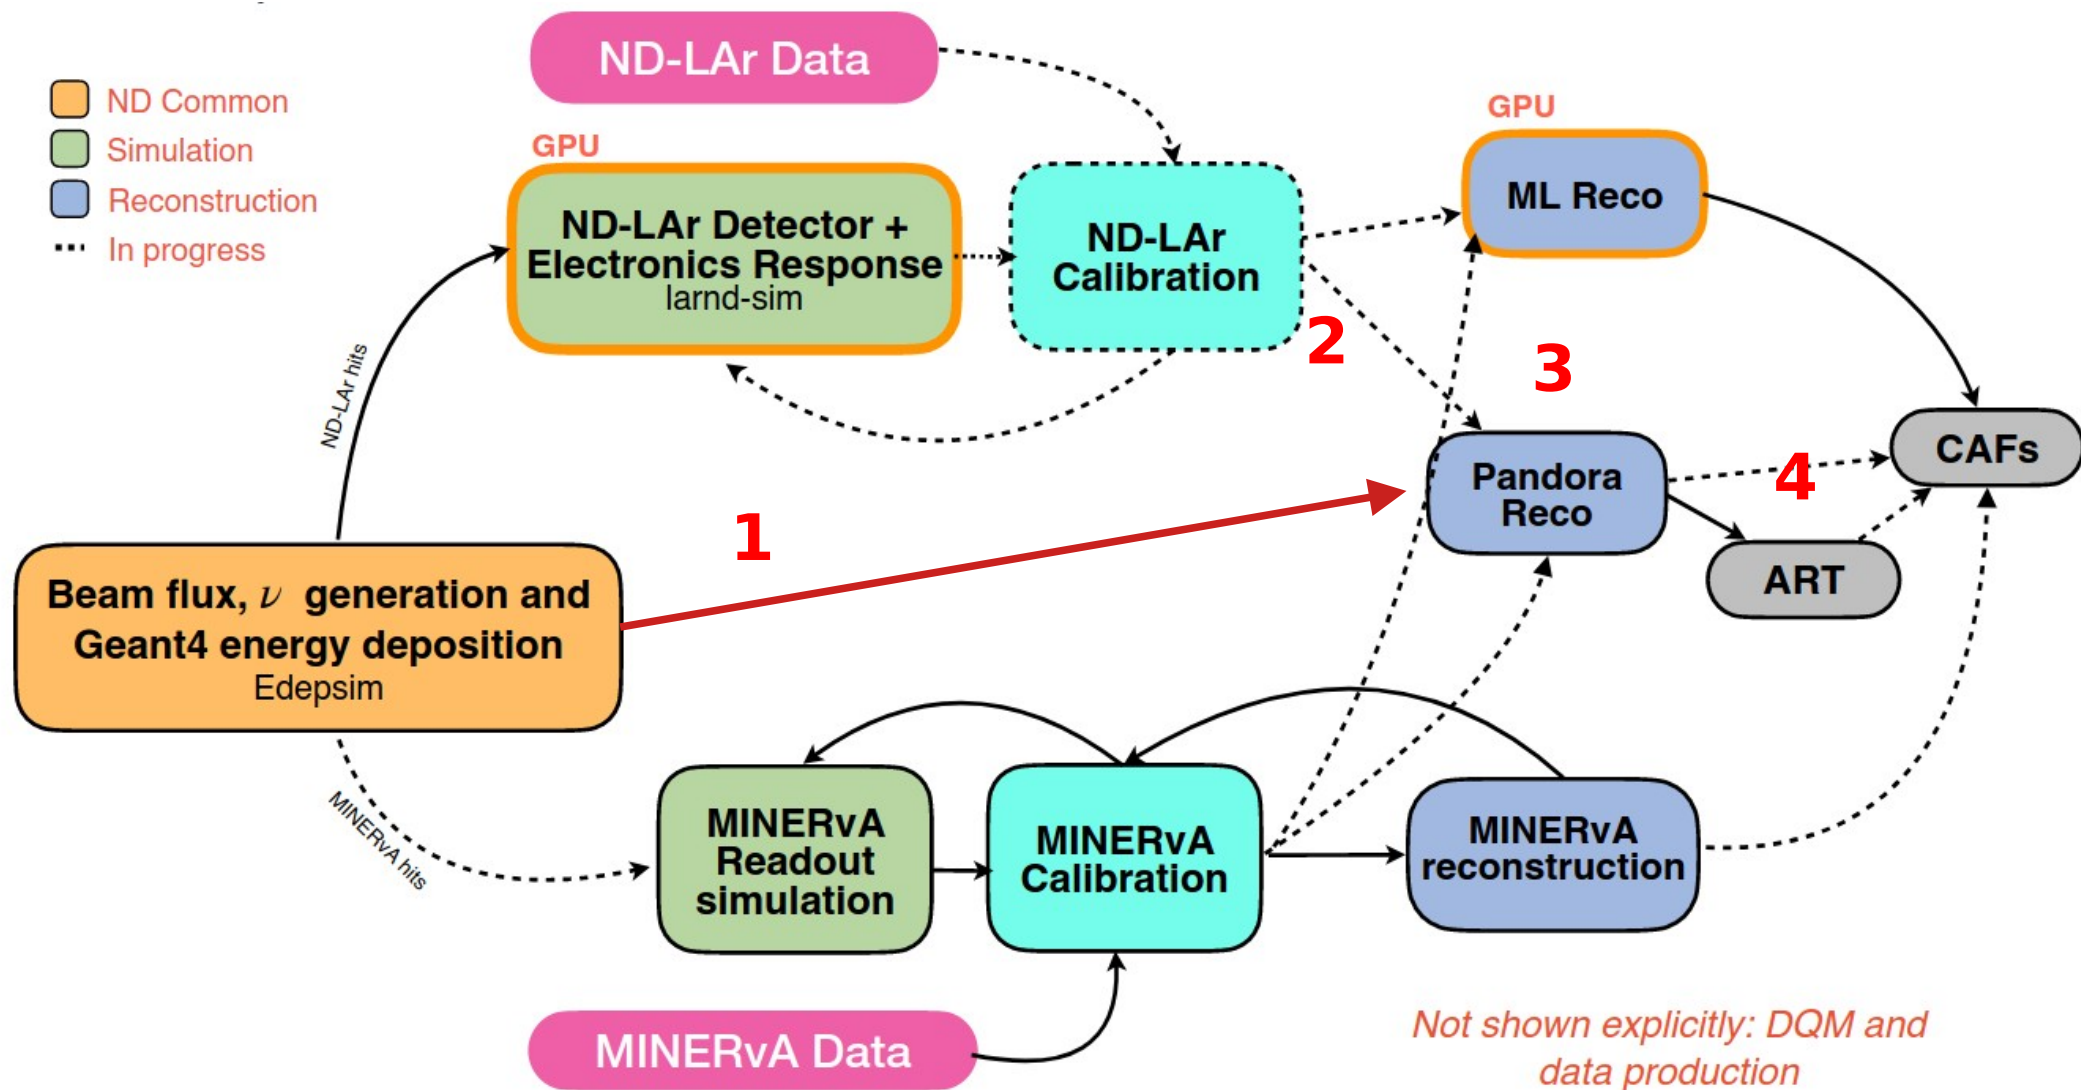 ND-LAr Data
ND Common
Simulation
Reconstruction
In progress
GPU
ND-LAr Detector +
Electronics Response
larnd-sim
ND-LAr
Calibration
GPU
ML Reco
ND-LAr hits
2
3
1
Pandora
Reco
4
CAFs
ART
Beam flux, ν generation and
Geant4 energy deposition
Edepsim
MINERvA hits
MINERvA
Readout
simulation
MINERvA
Calibration
MINERvA
reconstruction
MINERvA Data
Not shown explicitly: DQM and
data production